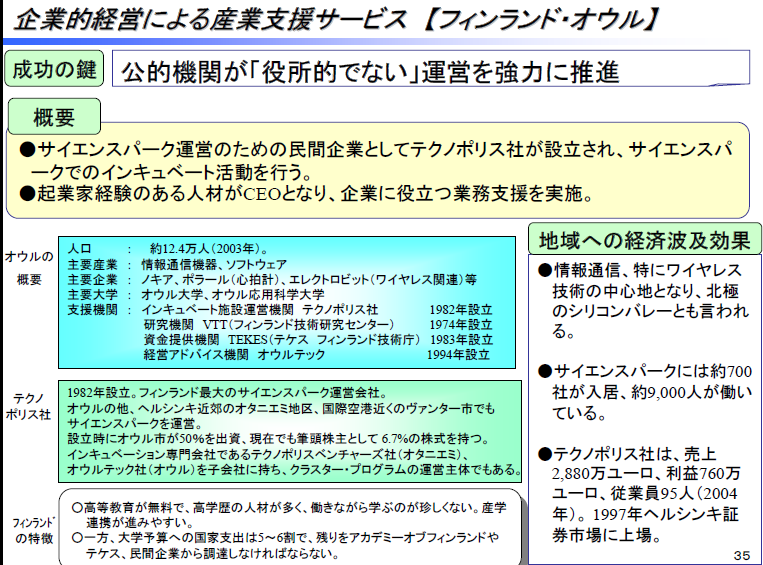 企業的経営による産業支援サービス 【フィンランド・オウル】
成功の鍵
公的機関が「役所的でない」運営を強力に推進
概要
●サイエンスパーク運営のための民間企業としてテクノポリス社が設立され、サイエンスパ
ークでのインキュベート活動を行う。
●起業家経験のある人材がCEOとなり、企業に役立つ業務支援を実施。
オウルの
概要
人口 : 約12.4万人(2003年)。
主要産業 : 情報通信機器、ソフトウェア
主要企業 : ノキア、ポラール(心拍計)、エレクトロビット(ワイヤレス関連)等
主要大学 : オウル大学、オウル応用科学大学
支援機関 : インキュベート施設運営機関 テクノポリス社 1982年設立
研究機関 VTT(フィンランド技術研究センター) 1974年設立
資金提供機関 TEKES(テケス フィンランド技術庁) 1983年設立
経営アドバイス機関 オウルテック 1994年設立
テクノ
ポリス社
1982年設立。フィンランド最大のサイエンスパーク運営会社。
オウルの他、ヘルシンキ近郊のオタニエミ地区、国際空港近くのヴァンター市でも
サイエンスパークを運営。
設立時にオウル市が50%を出資、現在でも筆頭株主として 6.7%の株式を持つ。
インキュベーション専門会社であるテクノポリスベンチャーズ社(オタニエミ)、
オウルテック社(オウル)を子会社に持ち、クラスター・プログラムの運営主体でもある。
フィンランド
の特徴
○高等教育が無料で、高学歴の人材が多く、働きながら学ぶのが珍しくない。産学
連携が進みやすい。
○一方、大学予算への国家支出は5~6割で、残りをアカデミーオブフィンランドや
テケス、民間企業から調達しなければならない。
地域への経済波及効果
●情報通信、特にワイヤレス
技術の中心地となり、北極
のシリコンバレーとも言われ
る。
●サイエンスパークには約700
社が入居、約9,000人が働い
ている。
●テクノポリス社は、売上
2,880万ユーロ、利益760万
ユーロ、従業員95人(2004
年)。1997年ヘルシンキ証
券市場に上場。
35